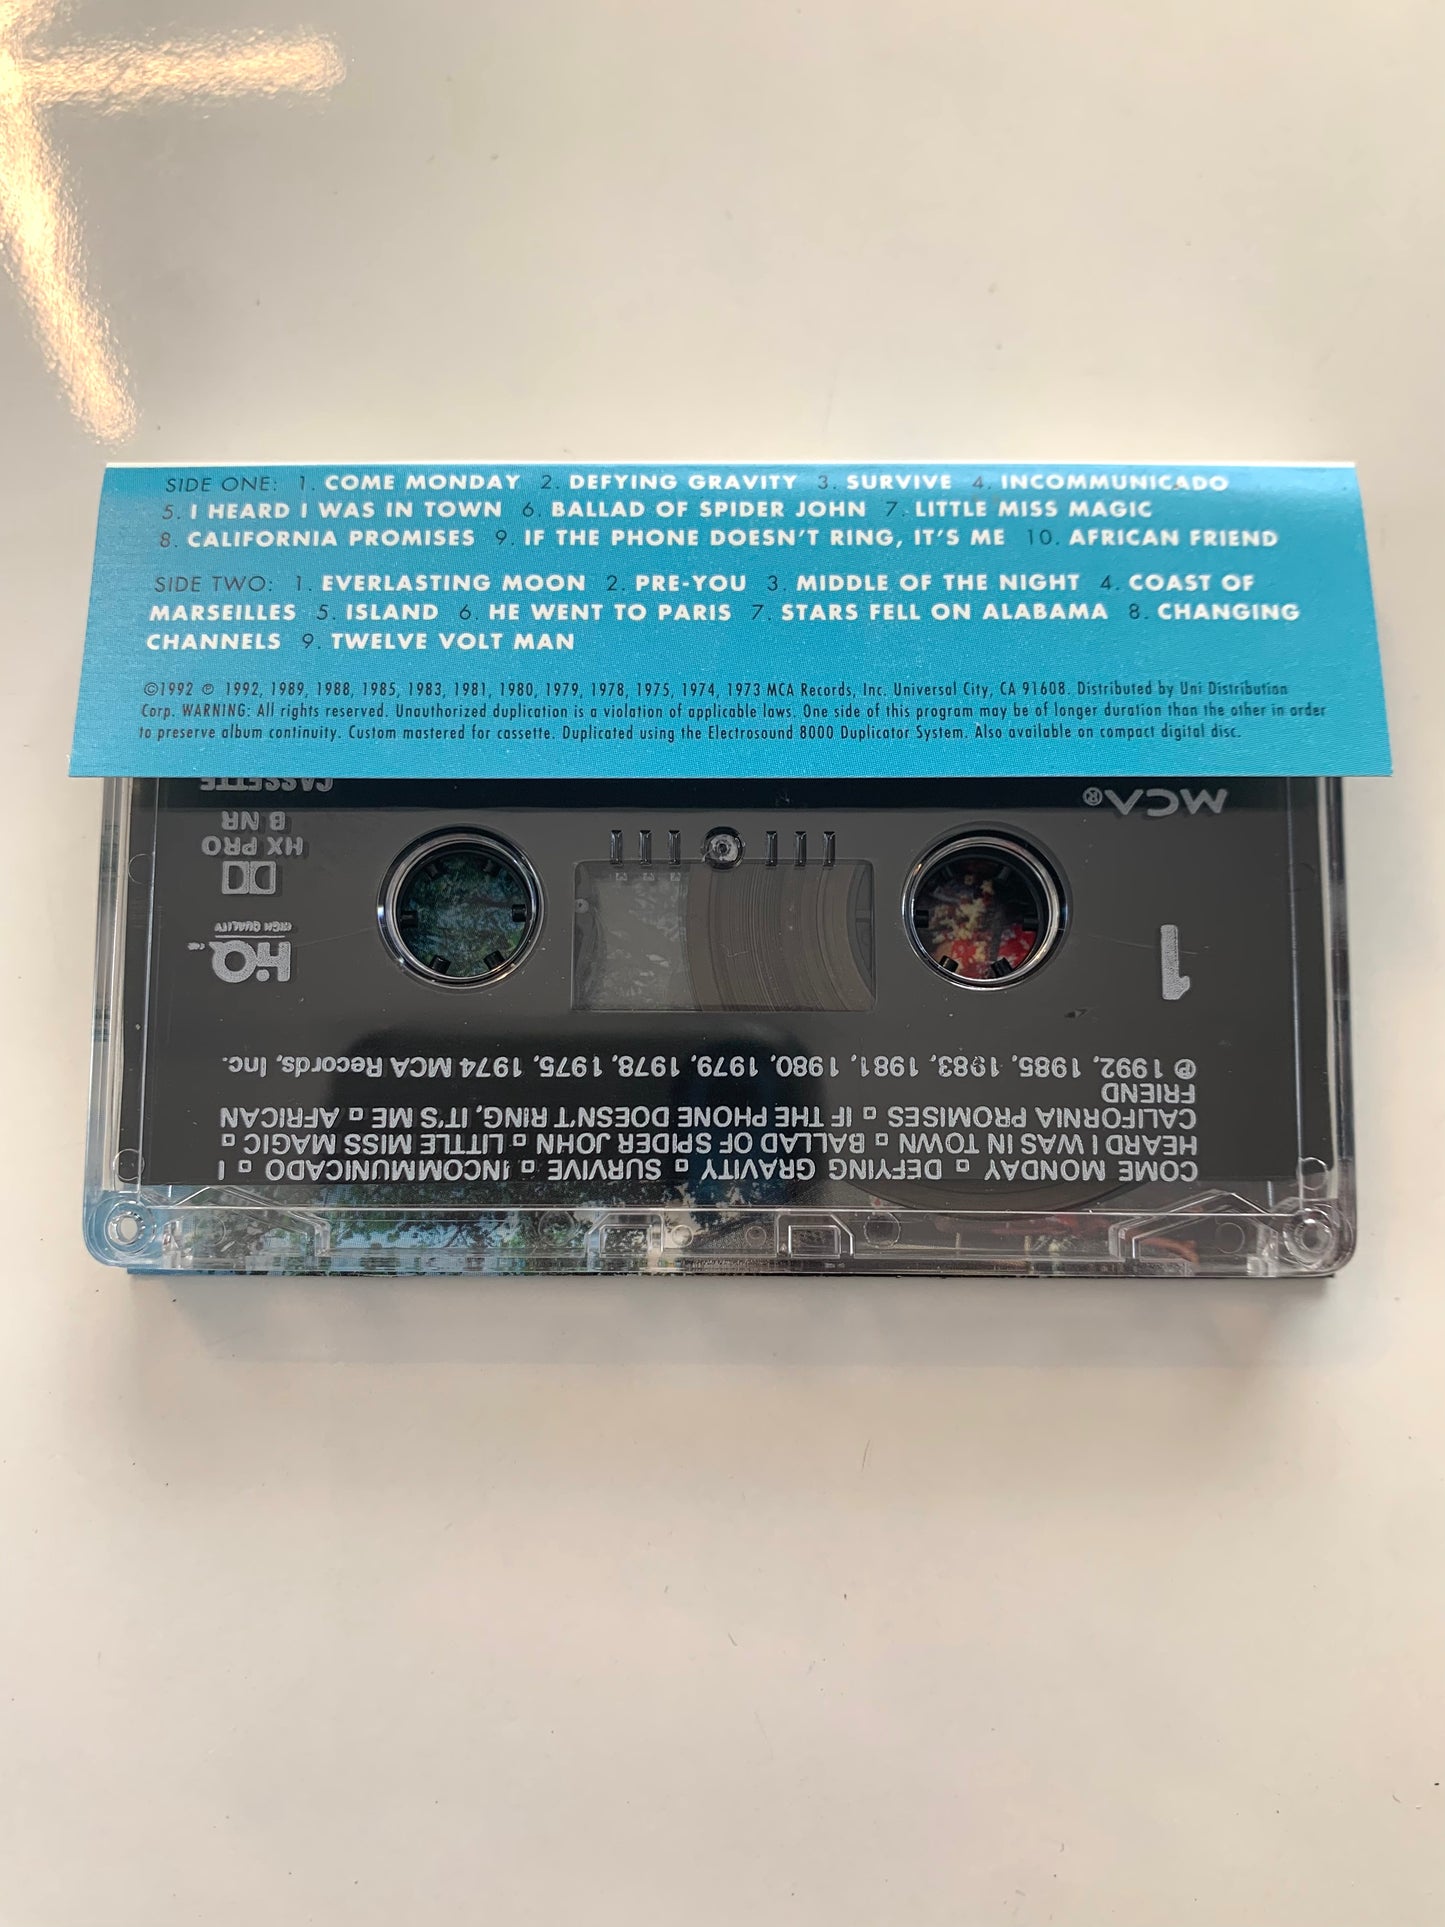 SIDE ONE: 1. COME MONDAY 2. DEFYING GRAVITY 3. SURVIVE 4. INCOMMUNICADO
5. I HEARD I WAS IN TOWN 6. BALLAD OF SPIDER JOHN 7. LITTLE MISS MAGIC
8. CALIFORNIA PROMISES 9. IF THE PHONE DOESN'T RING, IT'S ME 10. AFRICAN FRIEND
SIDE TWO: 1. EVERLASTING MOON 2. PRE-YOU 3. MIDDLE OF THE NIGHT 4. COAST OF
MARSEILLES 5. ISLAND 6. HE WENT TO PARIS 7. STARS FELL ON ALABAMA 8. CHANGING
CHANNELS 9. TWELVE VOLT MAN
©1992 ℗ 1992, 1989, 1988, 1985, 1983, 1981, 1980, 1979, 1978, 1975, 1974, 1973 MCA Records, Inc. Universal City, CA 91608. Distributed by Uni Distribution
Corp. WARNING: All rights reserved. Unauthorized duplication is a violation of applicable laws. One side of this program may be of longer duration than the other in order
to preserve album continuity. Custom mastered for cassette. Duplicated using the Electrosound 8000 Duplicator System. Also available on compact digital disc.
COME MONDAY ▫ DEFYING GRAVITY ▫ SURVIVE ▫ INCOMMUNICADO ▫ I
HEARD I WAS IN TOWN ▫ BALLAD OF SPIDER JOHN ▫ LITTLE MISS MAGIC ▫
CALIFORNIA PROMISES ▫ IF THE PHONE DOESN'T RING, IT'S ME ▫ AFRICAN
FRIEND
℗ 1992, 1985, 1983, 1981, 1980, 1979, 1978, 1975, 1974 MCA Records, Inc.
1
HiQ
HIGH QUALITY
HX PRO
B NR
MCA®
CASSETTE